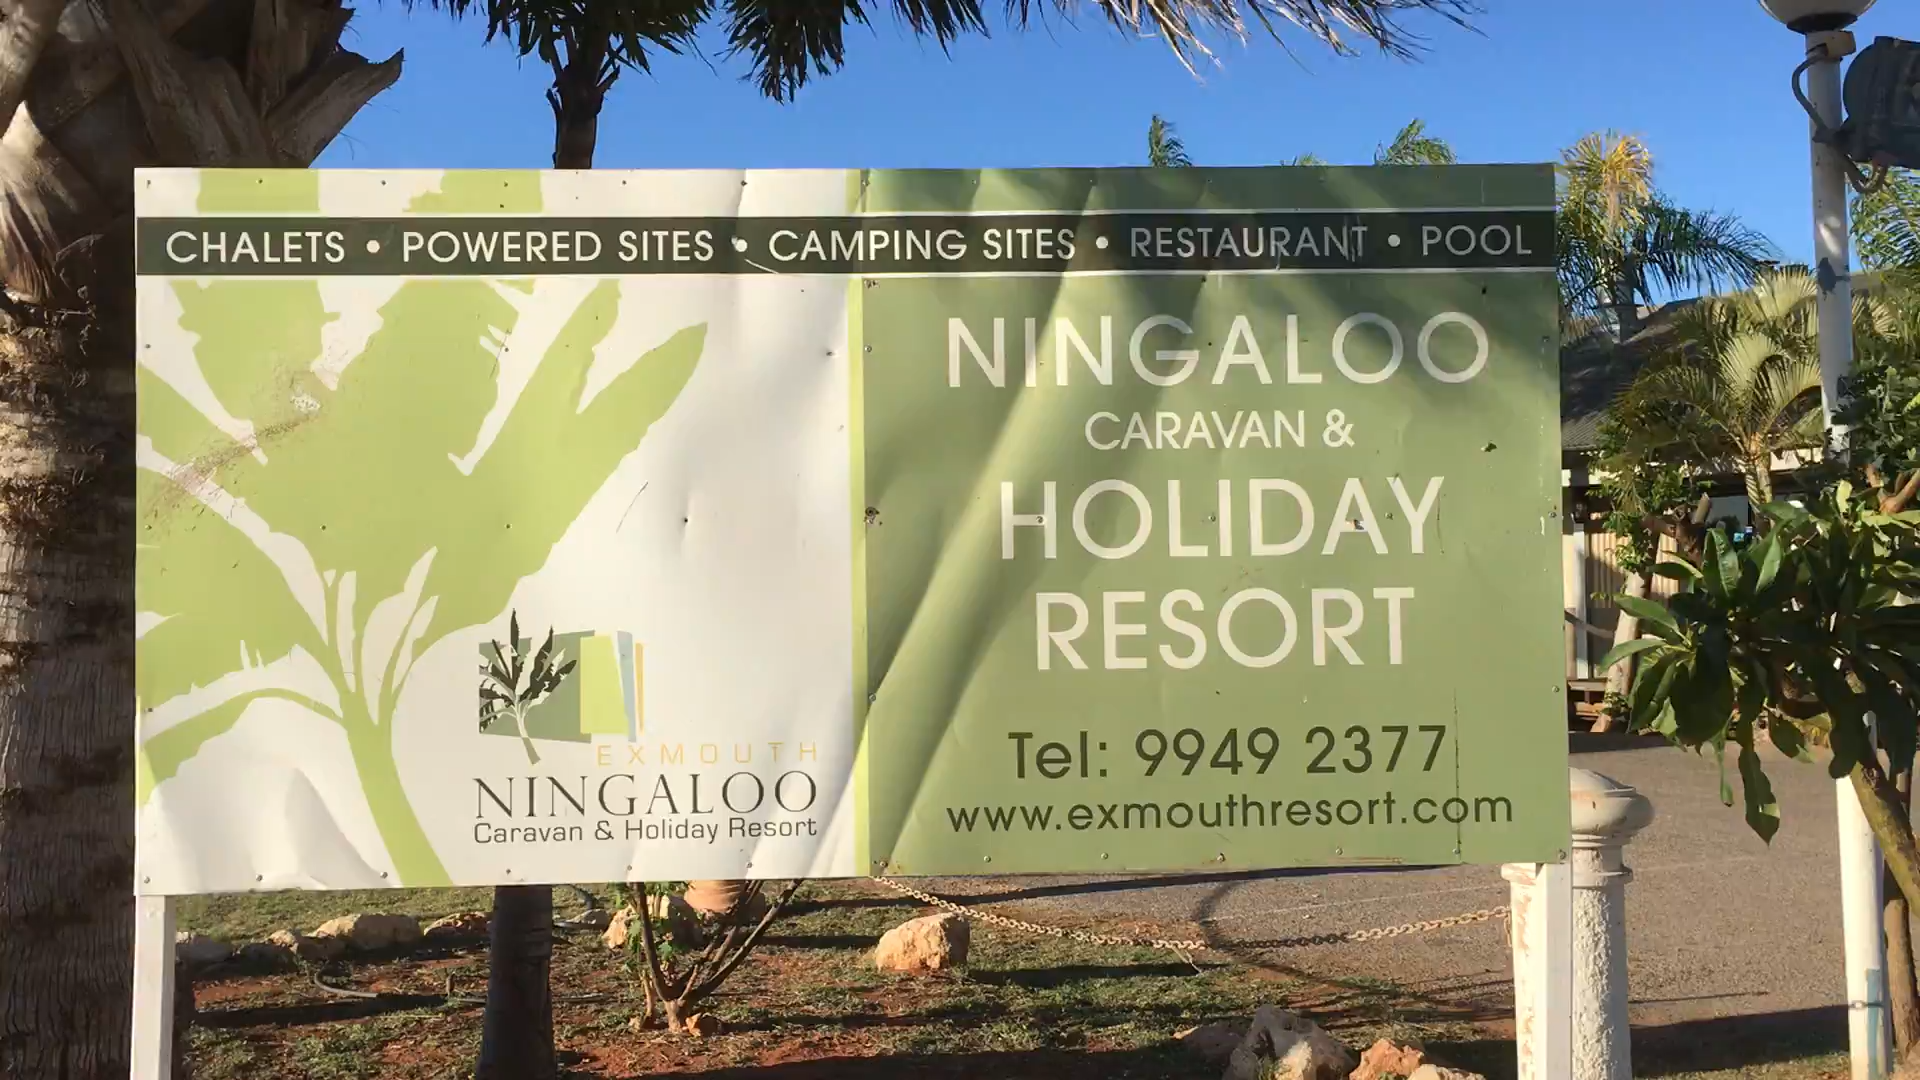 CHALETS • POWERED SITES • CAMPING SITES • RESTAURANT • POOL
NINGALOO
CARAVAN &
HOLIDAY
RESORT
Tel: 9949 2377
www.exmouthresort.com
EXMOUTH
NINGALOO
Caravan & Holiday Resort